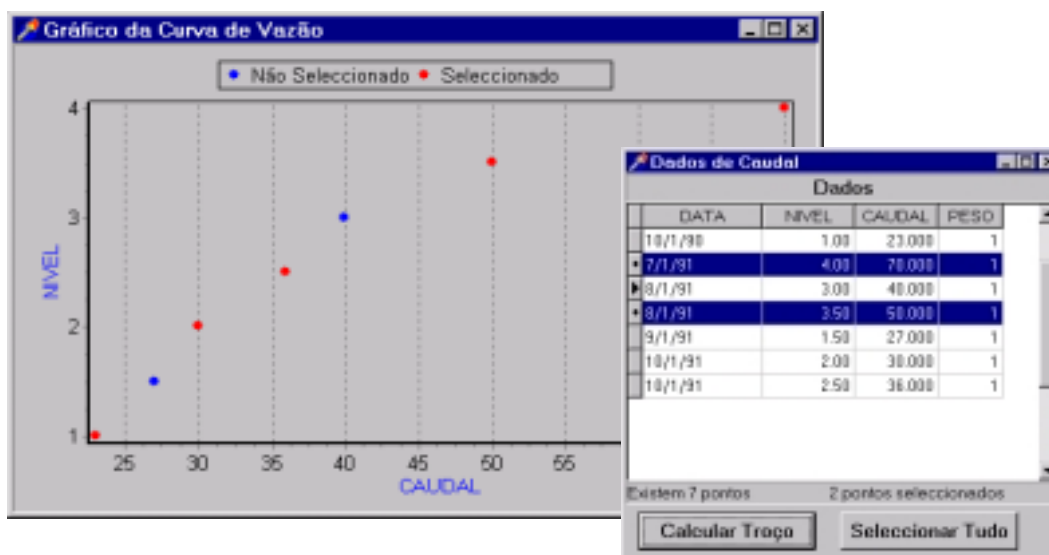 Gráfico da Curva de Vazão
Não Seleccionado Seleccionado
4
3
2
1
NIVEL
25 30 35 40 45 50 55
CAUDAL
Dados de Caudal
Dados
DATA NIVEL CAUDAL PESO
10/1/90 1.00 23.000 1
7/1/91 4.00 70.000 1
8/1/91 3.00 40.000 1
8/1/91 3.50 50.000 1
9/1/91 1.50 27.000 1
10/1/91 2.00 30.000 1
10/1/91 2.50 36.000 1
Existem 7 pontos 2 pontos seleccionados
Calcular Troço Seleccionar Tudo